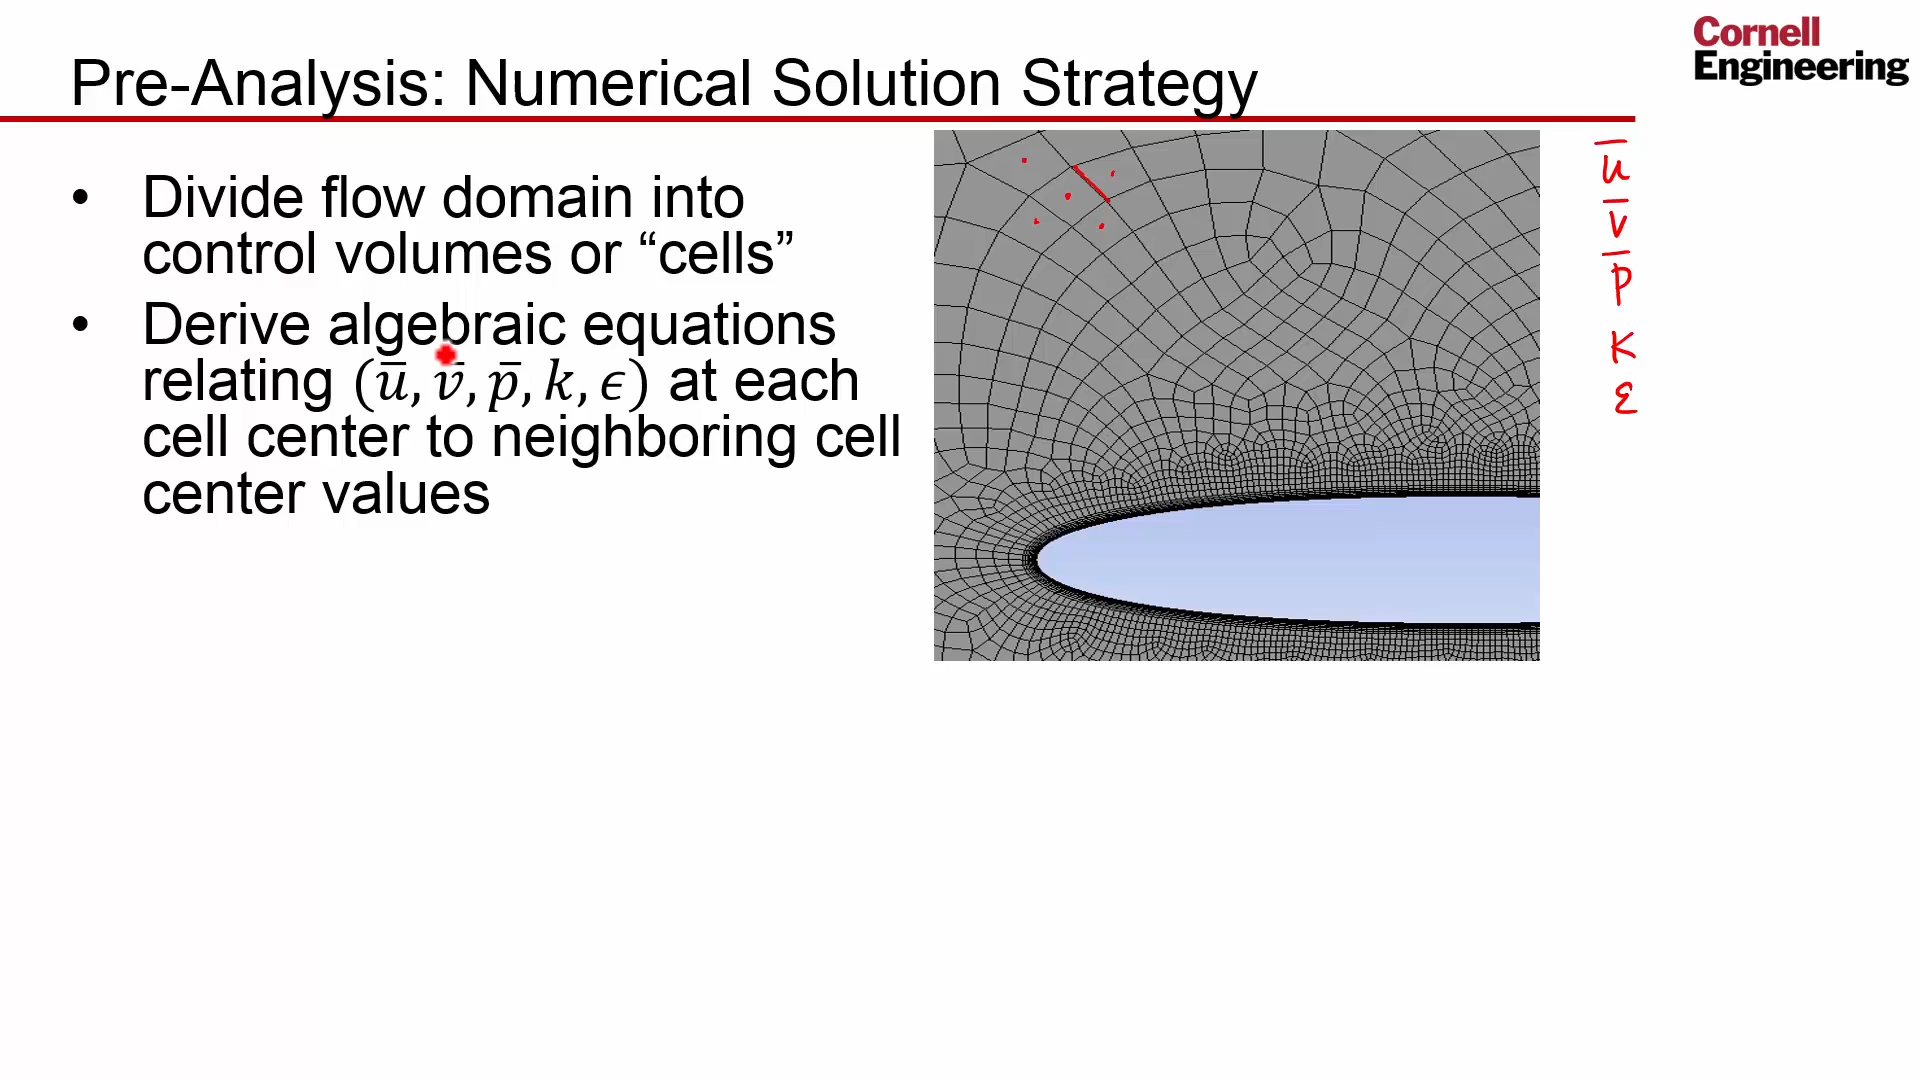 Cornell
Engineering
Pre-Analysis: Numerical Solution Strategy
• Divide flow domain into
control volumes or “cells”
• Derive algebraic equations
relating (u̅, v̅, p̅, k, ϵ) at each
cell center to neighboring cell
center values
u̅
v̅
p̅
k
ε